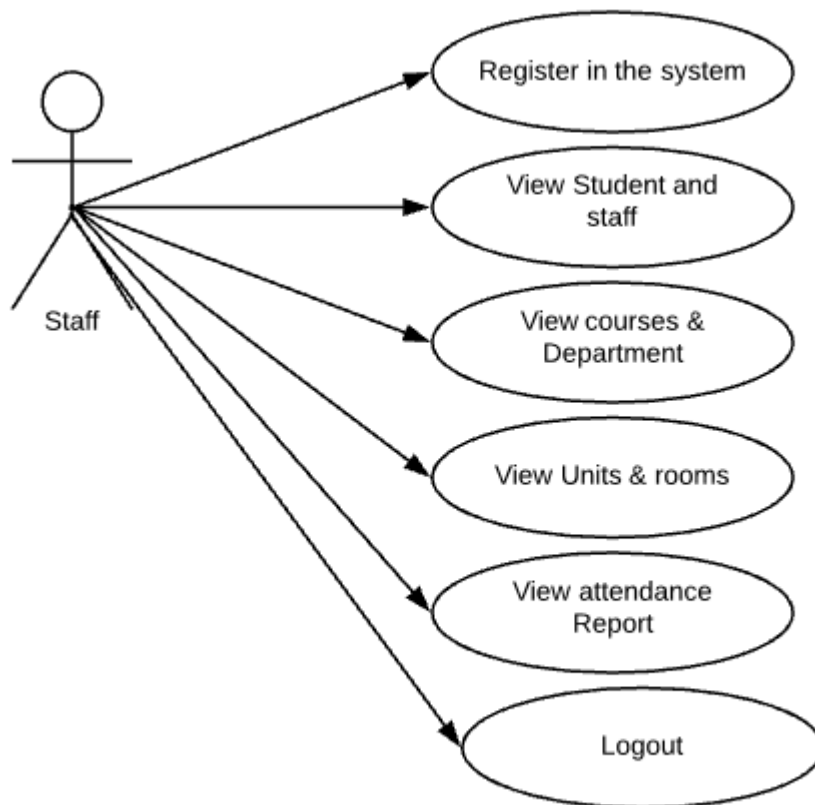 Register in the system
View Student and
staff
Staff
View courses &
Department
View Units & rooms
View attendance
Report
Logout